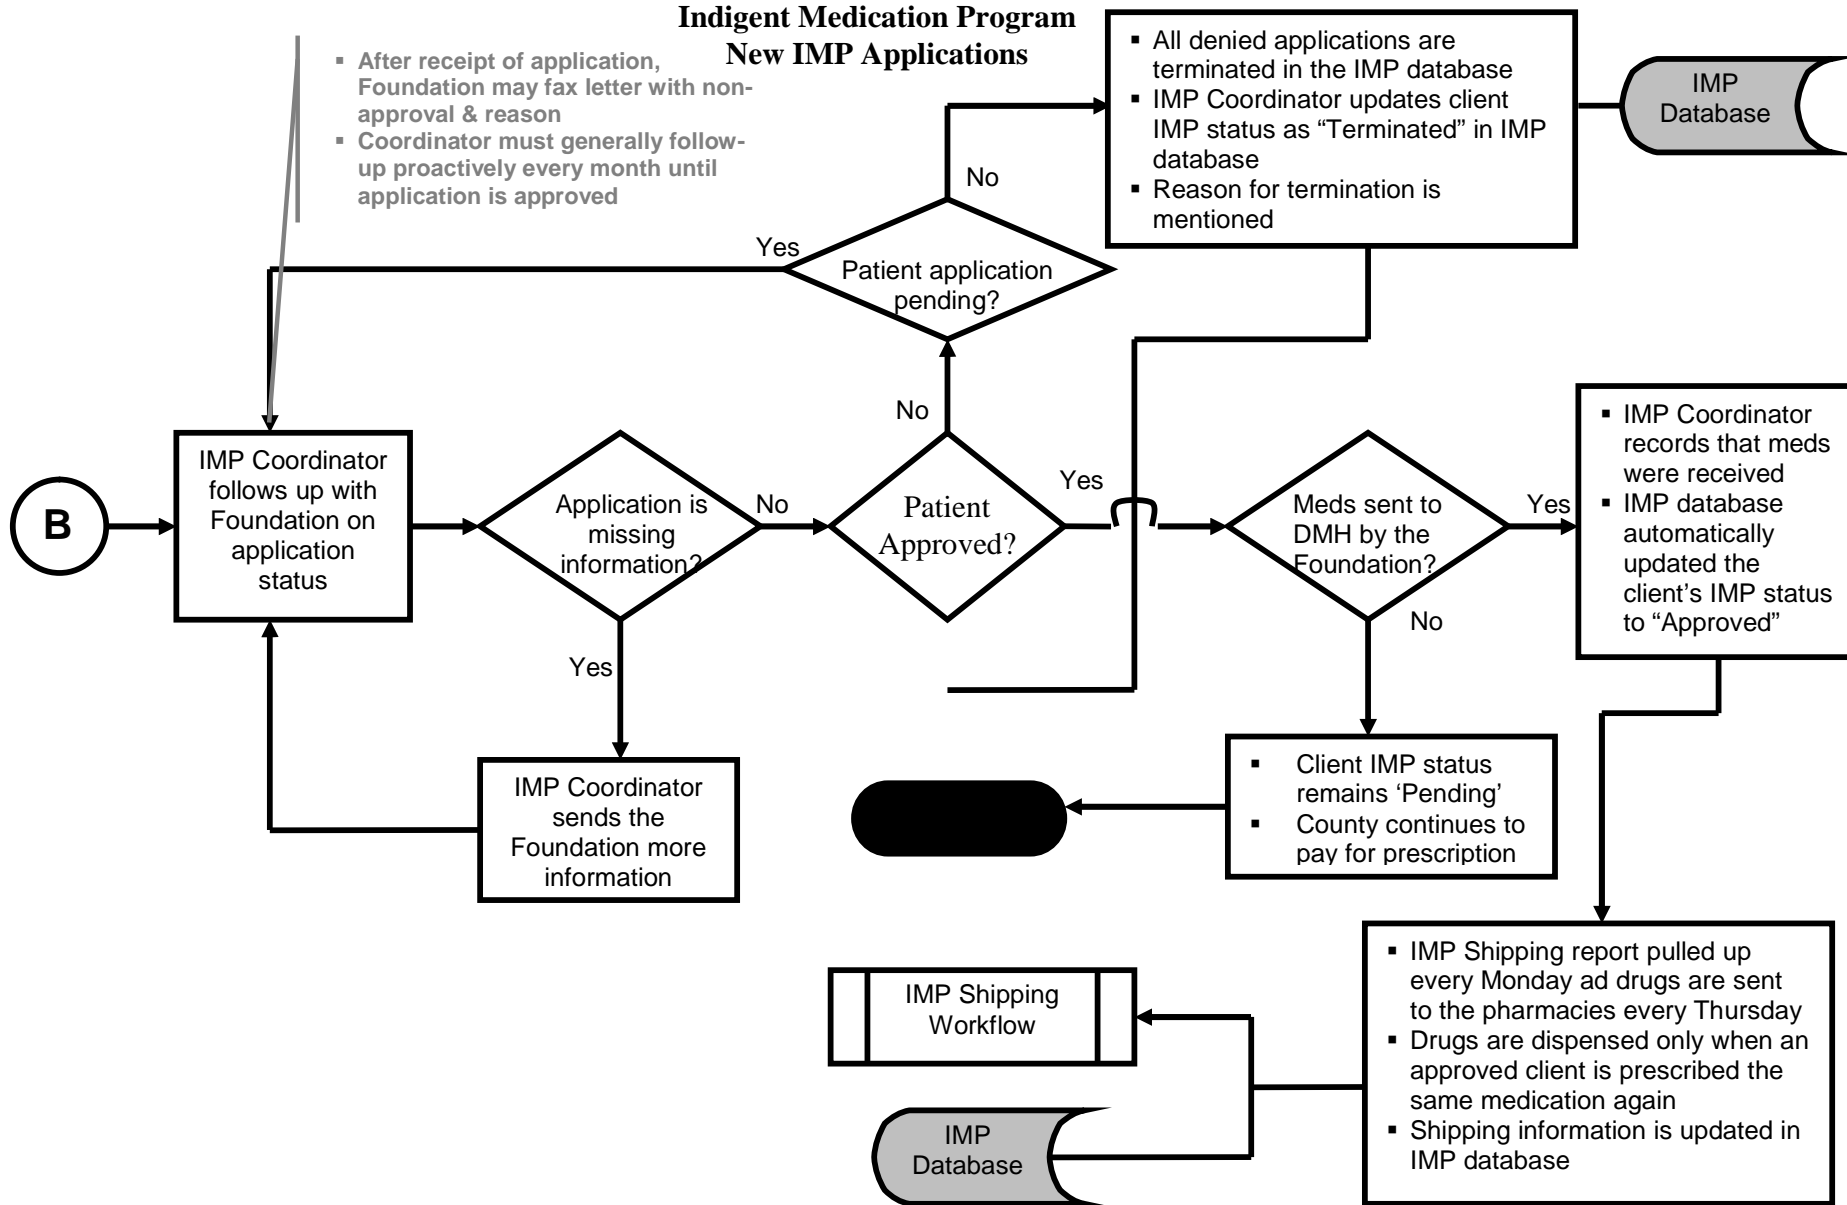 Indigent Medication Program
New IMP Applications
▪ After receipt of application,
Foundation may fax letter with non-
approval & reason
▪ Coordinator must generally follow-
up proactively every month until
application is approved
▪ All denied applications are
terminated in the IMP database
▪ IMP Coordinator updates client
IMP status as “Terminated” in IMP
database
▪ Reason for termination is
mentioned
IMP
Database
No
Yes
Patient application
pending?
No
B
IMP Coordinator
follows up with
Foundation on
application
status
Application is
missing
information?
No
Yes
Patient
Approved?
Yes
Meds sent to
DMH by the
Foundation?
Yes
No
▪ IMP Coordinator
records that meds
were received
▪ IMP database
automatically
updated the
client’s IMP status
to “Approved”
IMP Coordinator
sends the
Foundation more
information
▪ Client IMP status
remains ‘Pending’
▪ County continues to
pay for prescription
IMP Shipping
Workflow
IMP
Database
▪ IMP Shipping report pulled up
every Monday ad drugs are sent
to the pharmacies every Thursday
▪ Drugs are dispensed only when an
approved client is prescribed the
same medication again
▪ Shipping information is updated in
IMP database